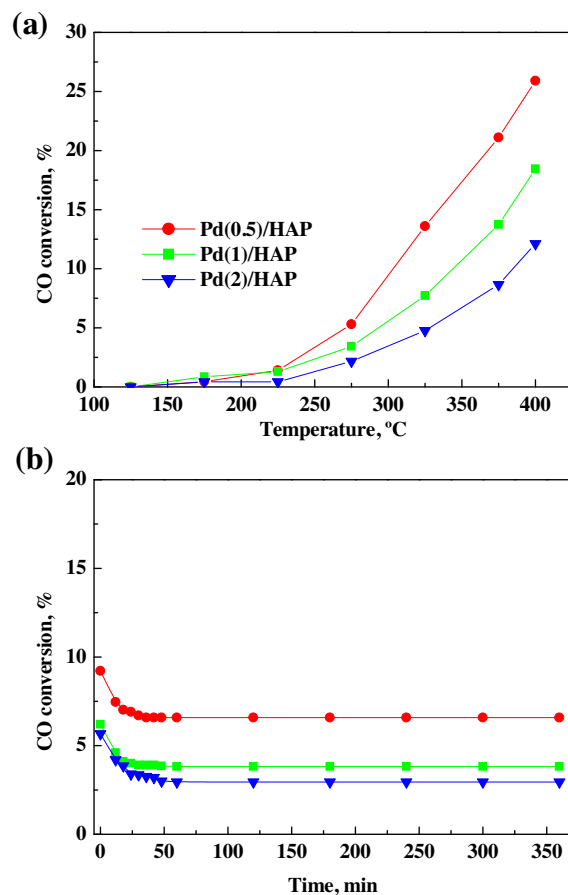 (a)
30
25
20
15
10
5
0
CO conversion, %
Pd(0.5)/HAP
Pd(1)/HAP
Pd(2)/HAP
100 150 200 250 300 350 400
Temperature, ºC
(b)
20
15
10
5
0
CO conversion, %
0 50 100 150 200 250 300 350
Time, min